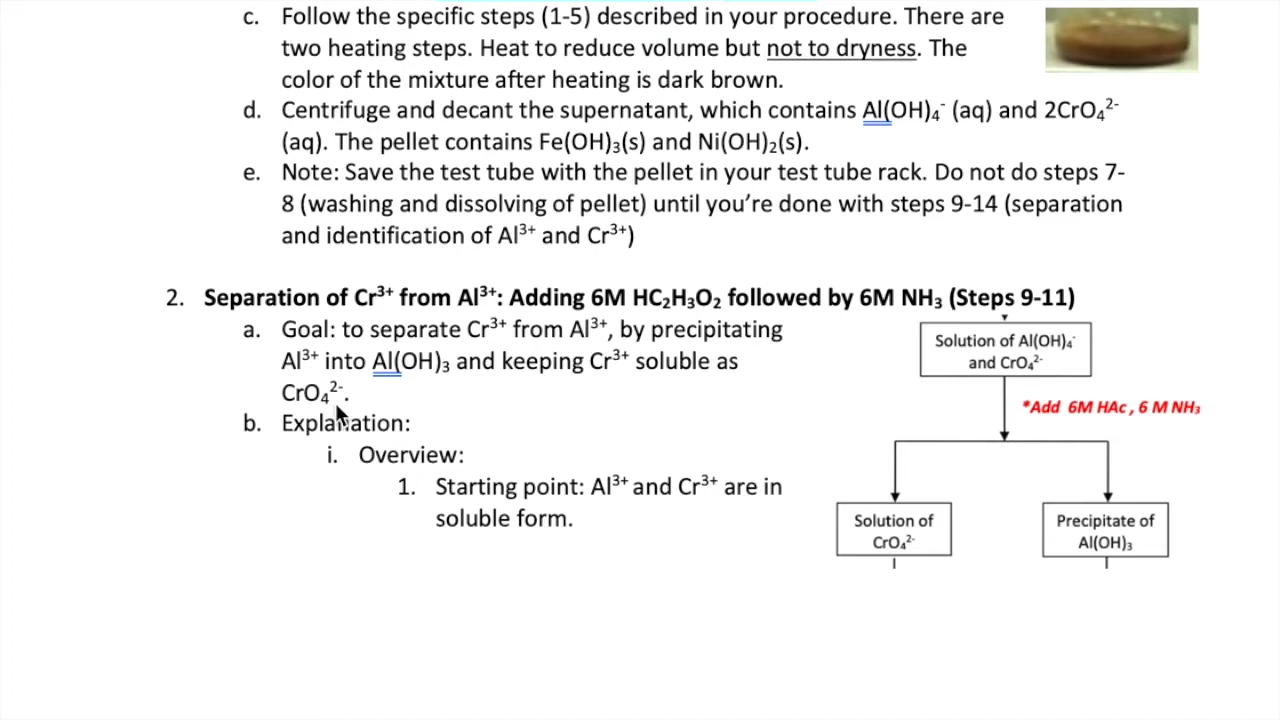 c. Follow the specific steps (1-5) described in your procedure. There are
two heating steps. Heat to reduce volume but not to dryness. The
color of the mixture after heating is dark brown.
d. Centrifuge and decant the supernatant, which contains Al(OH)₄⁻ (aq) and 2CrO₄²⁻
(aq). The pellet contains Fe(OH)₃(s) and Ni(OH)₂(s).
e. Note: Save the test tube with the pellet in your test tube rack. Do not do steps 7-
8 (washing and dissolving of pellet) until you’re done with steps 9-14 (separation
and identification of Al³⁺ and Cr³⁺)
2. Separation of Cr³⁺ from Al³⁺: Adding 6M HC₂H₃O₂ followed by 6M NH₃ (Steps 9-11)
a. Goal: to separate Cr³⁺ from Al³⁺, by precipitating
Al³⁺ into Al(OH)₃ and keeping Cr³⁺ soluble as
CrO₄²⁻.
b. Explanation:
i. Overview:
1. Starting point: Al³⁺ and Cr³⁺ are in
soluble form.
Solution of Al(OH)₄⁻
and CrO₄²⁻
*Add 6M HAc, 6 M NH₃
Solution of
CrO₄²⁻
Precipitate of
Al(OH)₃